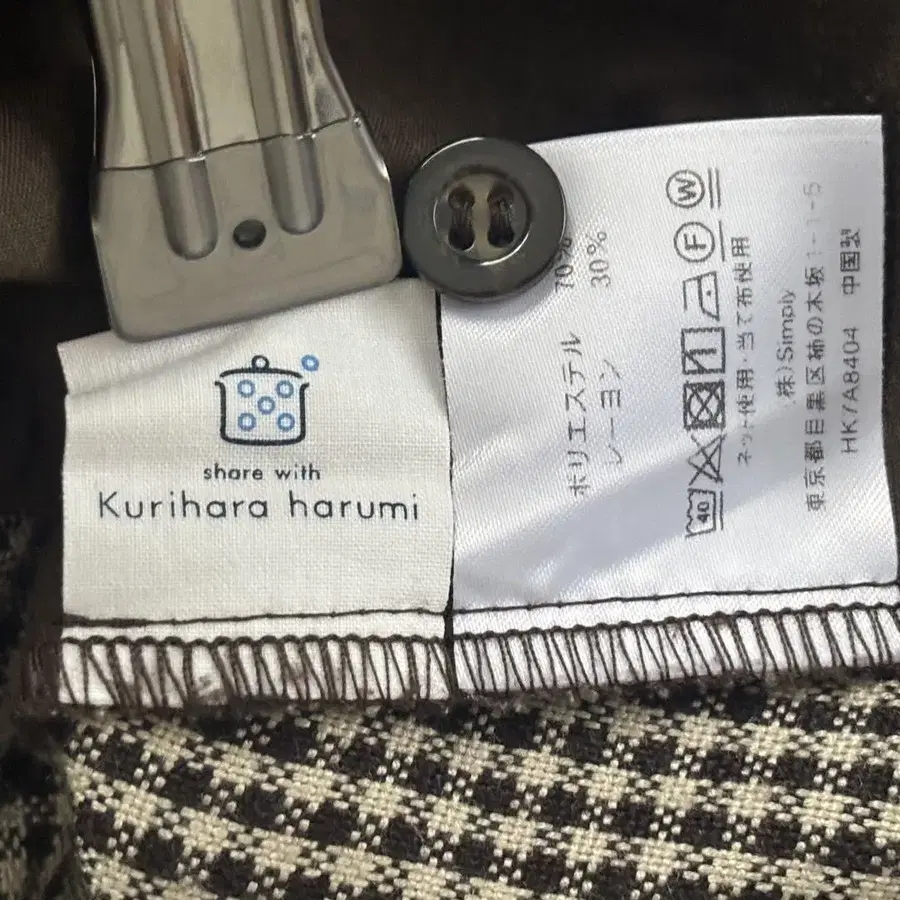 share with
Kurihara harumi
ポリエステル 70%
レーヨン 30%
40
W
F
ネット使用・当て布使用
株)Simply
東京都目黒区柿の木坂1-1-5
HK7A8404 中国製